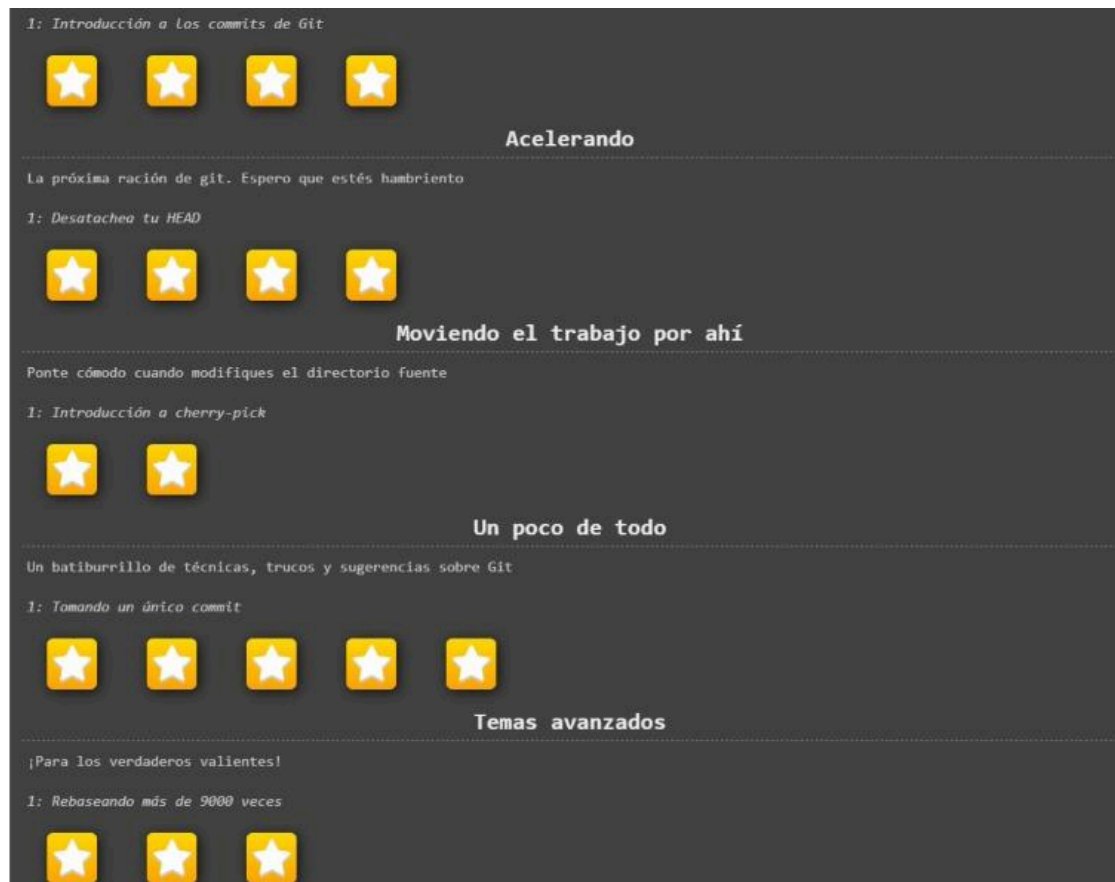 1: Introducción a los commits de Git
Acelerando
La próxima ración de git. Espero que estés hambriento
1: Desatachea tu HEAD
Moviendo el trabajo por ahí
Ponte cómodo cuando modifiques el directorio fuente
1: Introducción a cherry-pick
Un poco de todo
Un batiburrillo de técnicas, trucos y sugerencias sobre Git
1: Tomando un único commit
Temas avanzados
¡Para los verdaderos valientes!
1: Rebaseando más de 9000 veces